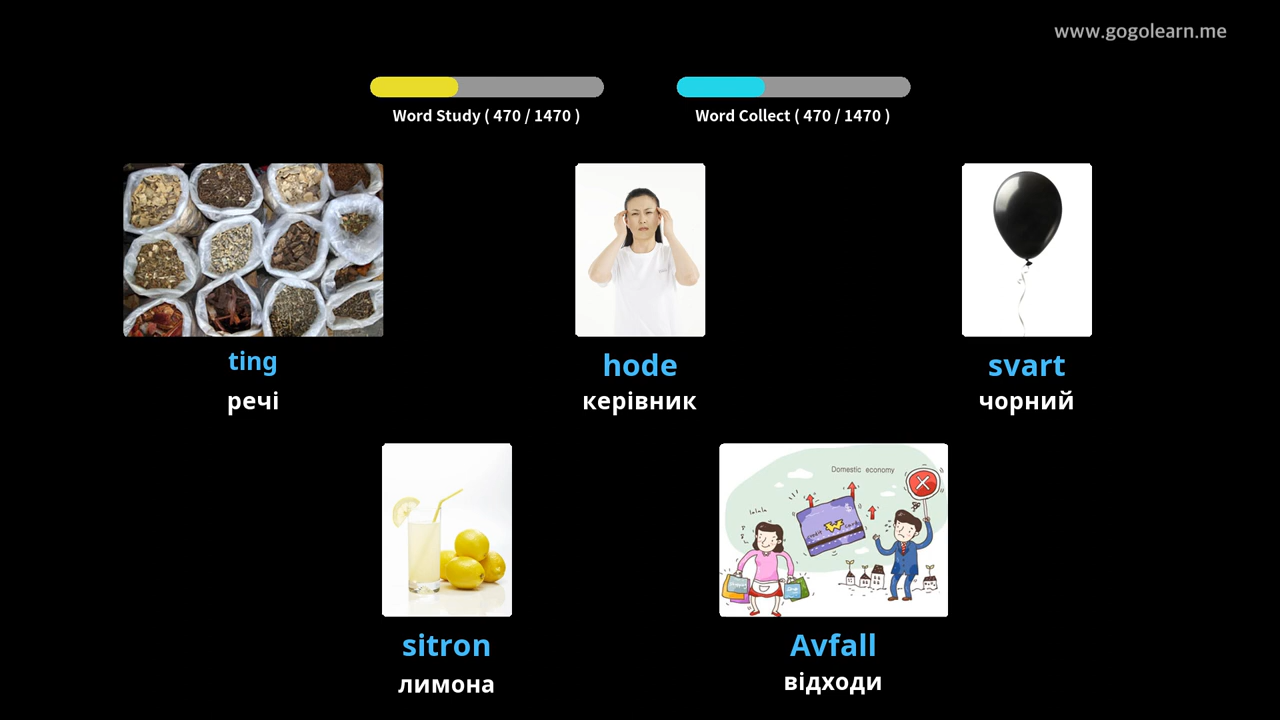 www.gogolearn.me
Word Study ( 470 / 1470 )
Word Collect ( 470 / 1470 )
ting
hode
svart
речі
керівник
чорний
Domestic economy
lalala
sitron
Avfall
лимона
відходи